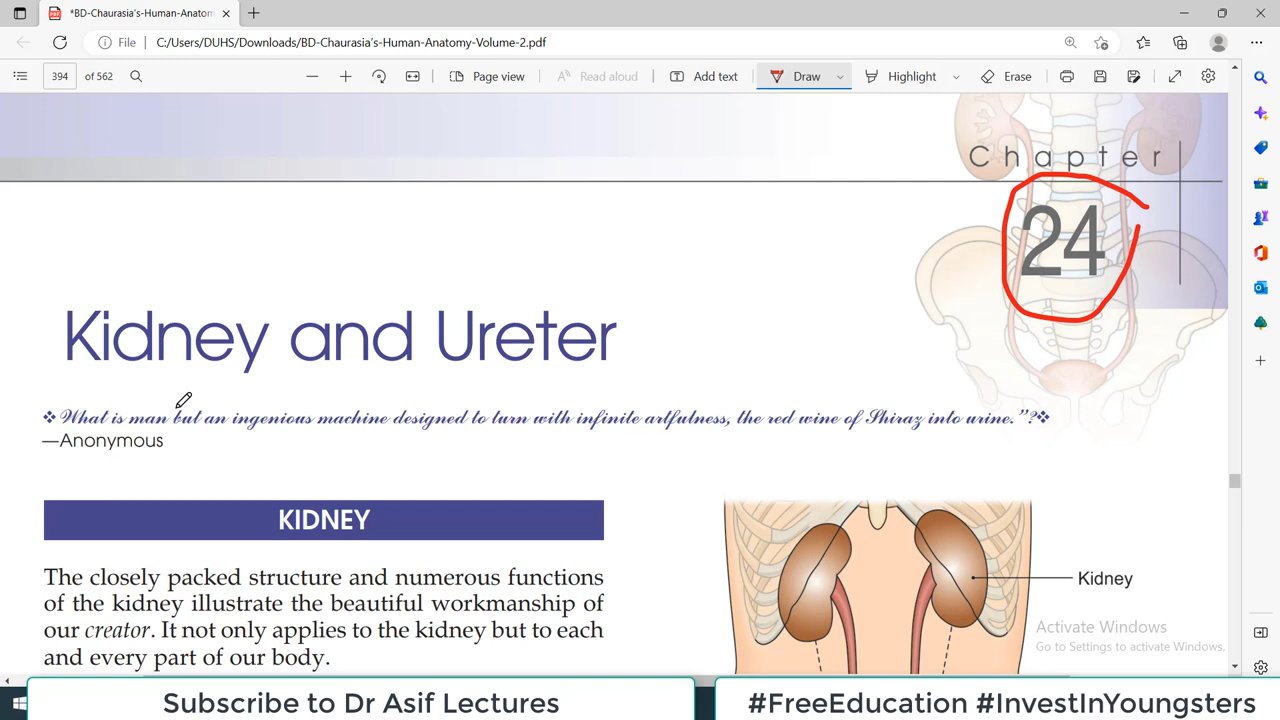 *BD-Chaurasia's-Human-Anatom
File C:/Users/DUHS/Downloads/BD-Chaurasia's-Human-Anatomy-Volume-2.pdf
394 of 562 Page view Read aloud Add text Draw Highlight Erase
Chapter
24
Kidney and Ureter
❖What is man but an ingenious machine designed to turn with infinite artfulness, the red wine of Shiraz into urine."?❖
—Anonymous
KIDNEY
The closely packed structure and numerous functions
of the kidney illustrate the beautiful workmanship of
our creator. It not only applies to the kidney but to each
and every part of our body.
Kidney
Activate Windows
Go to Settings to activate Windows.
Subscribe to Dr Asif Lectures
#FreeEducation #InvestInYoungsters